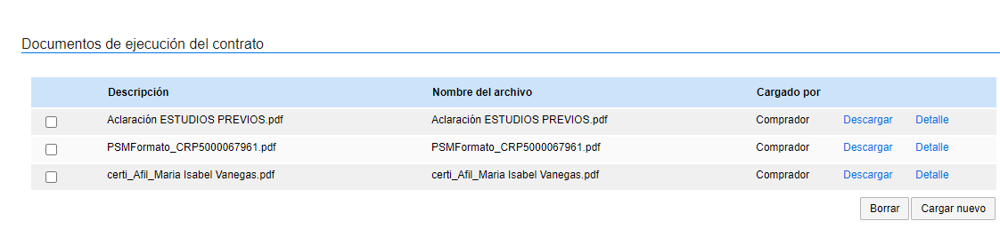 Documentos de ejecución del contrato
Descripción Nombre del archivo Cargado por
Aclaración ESTUDIOS PREVIOS.pdf Aclaración ESTUDIOS PREVIOS.pdf Comprador Descargar Detalle
PSMFormato_CRP5000067961.pdf PSMFormato_CRP5000067961.pdf Comprador Descargar Detalle
certi_Afil_Maria Isabel Vanegas.pdf certi_Afil_Maria Isabel Vanegas.pdf Comprador Descargar Detalle
Borrar Cargar nuevo